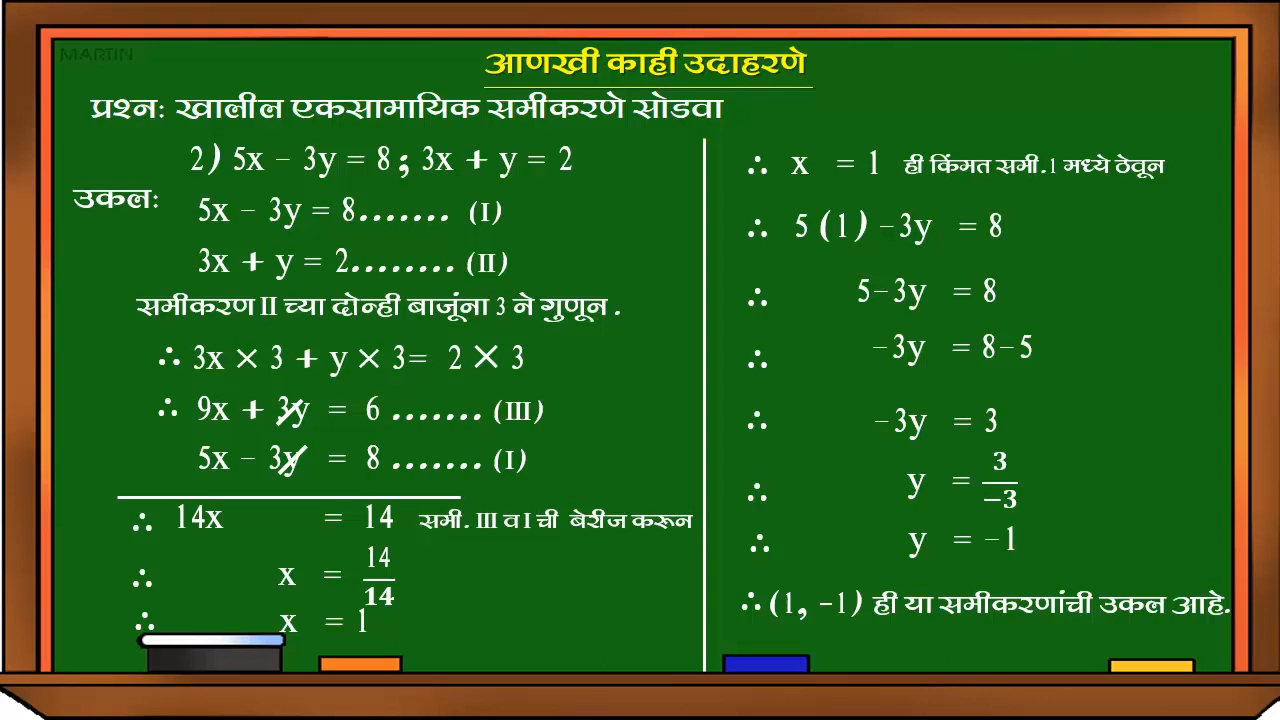 MARTIN
आणखी काही उदाहरणे
प्रश्नः खालील एकसामायिक समीकरणे सोडवा
2) 5x − 3y = 8 ; 3x + y = 2
उकलः
5x − 3y = 8 ....... (I)
3x + y = 2 ........ (II)
समीकरण II च्या दोन्ही बाजूंना 3 ने गुणून .
∴ 3x × 3 + y × 3 = 2 × 3
∴ 9x + 3y = 6 ....... (III)
5x − 3y = 8 ....... (I)
∴ 14x = 14 समी. III व I ची बेरीज करून
∴ x = 14/14
∴ x = 1
∴ x = 1 ही किंमत समी.1 मध्ये ठेवून
∴ 5 (1) −3y = 8
∴ 5−3y = 8
∴ −3y = 8−5
∴ −3y = 3
∴ y = 3/−3
∴ y = −1
∴ (1, −1) ही या समीकरणांची उकल आहे.